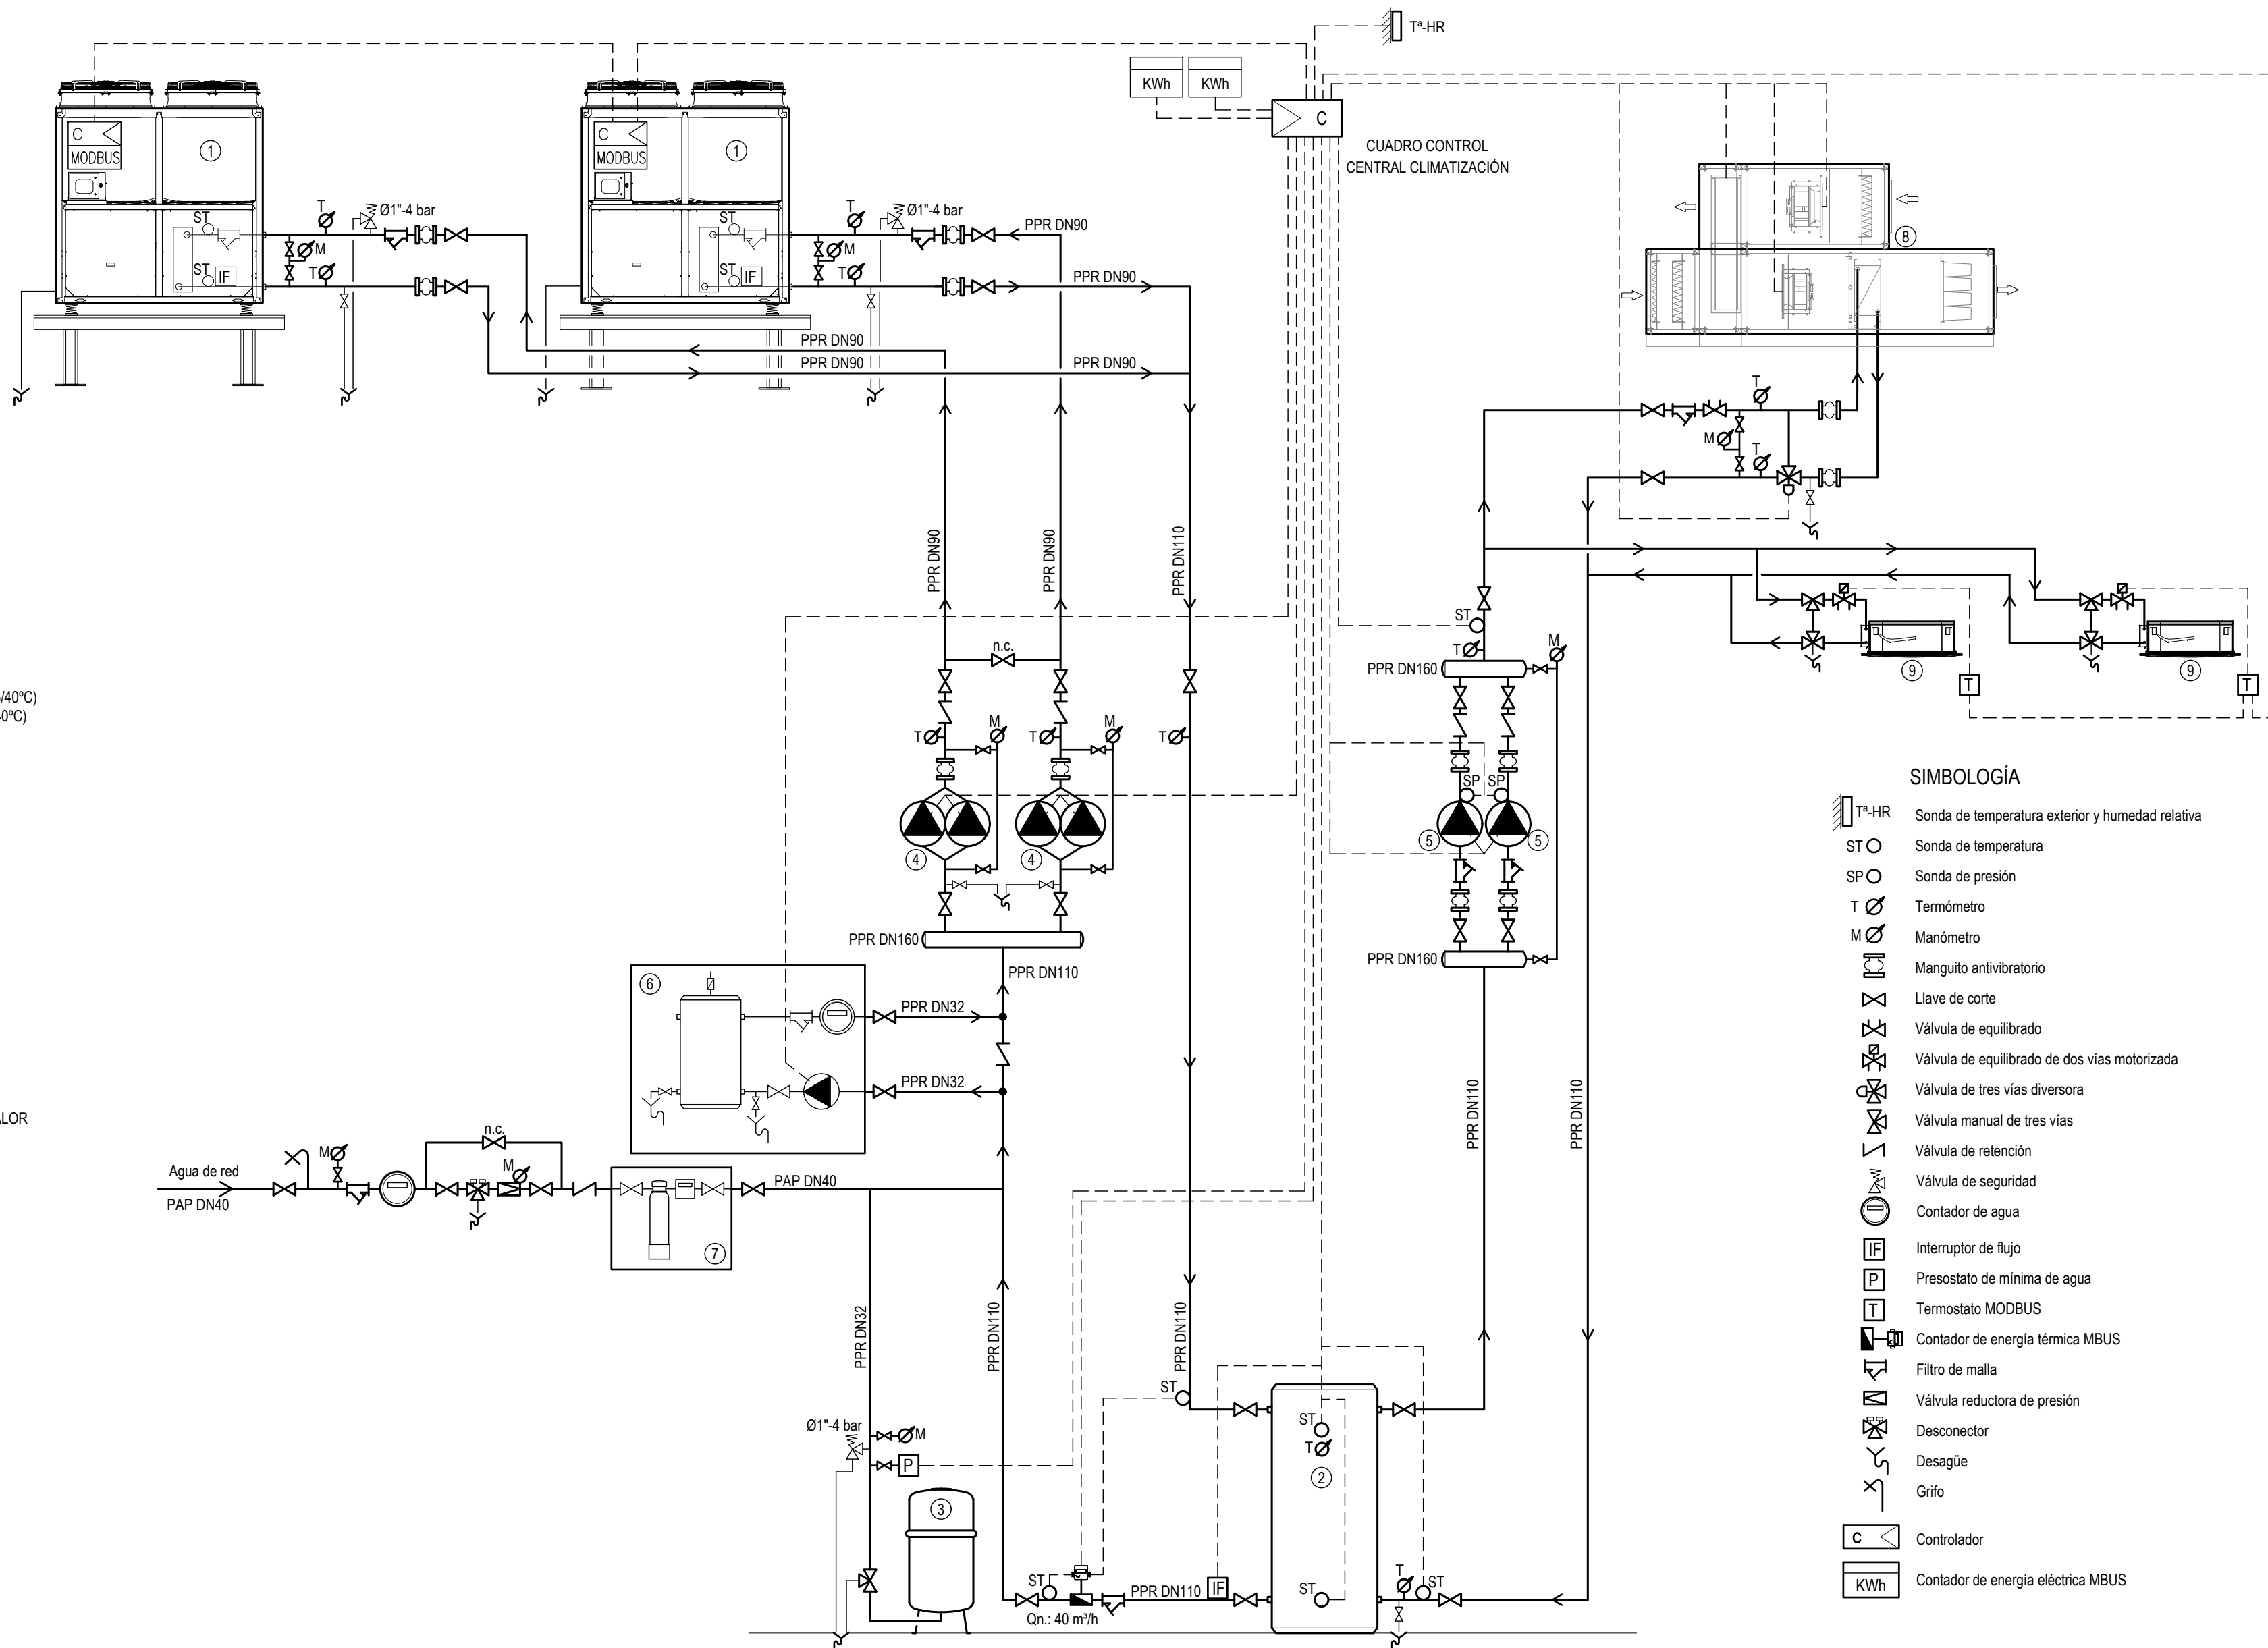 Tª-HR
KWh KWh
C
CUADRO CONTROL
CENTRAL CLIMATIZACIÓN
C
MODBUS
1
ST
ST
IF
T
M
T
Ø1"-4 bar
C
MODBUS
1
ST
ST
IF
T
M
T
Ø1"-4 bar
PPR DN90
PPR DN90
PPR DN90
PPR DN90
PPR DN90
8
T
M
T
PPR DN90
PPR DN90
PPR DN110
n.c.
ST
T
M
PPR DN160
9
T
9
T
/40ºC)
0ºC)
T
M
T
M
T
SP SP
4
4
5
5
PPR DN160
PPR DN110
PPR DN160
6
PPR DN32
PPR DN32
PPR DN110
PPR DN110
ALOR
Agua de red
PAP DN40
M
n.c.
M
PAP DN40
7
PPR DN32
PPR DN110
PPR DN110
ST
Ø1"-4 bar
M
P
3
ST
T
2
ST
ST
Qn.: 40 m³/h
PPR DN110
IF
T
ST
SIMBOLOGÍA
Tª-HR Sonda de temperatura exterior y humedad relativa
ST Sonda de temperatura
SP Sonda de presión
T Termómetro
M Manómetro
Manguito antivibratorio
Llave de corte
Válvula de equilibrado
Válvula de equilibrado de dos vías motorizada
Válvula de tres vías diversora
Válvula manual de tres vías
Válvula de retención
Válvula de seguridad
Contador de agua
IF Interruptor de flujo
P Presostato de mínima de agua
T Termostato MODBUS
Contador de energía térmica MBUS
Filtro de malla
Válvula reductora de presión
Desconector
Desagüe
Grifo
C Controlador
KWh Contador de energía eléctrica MBUS